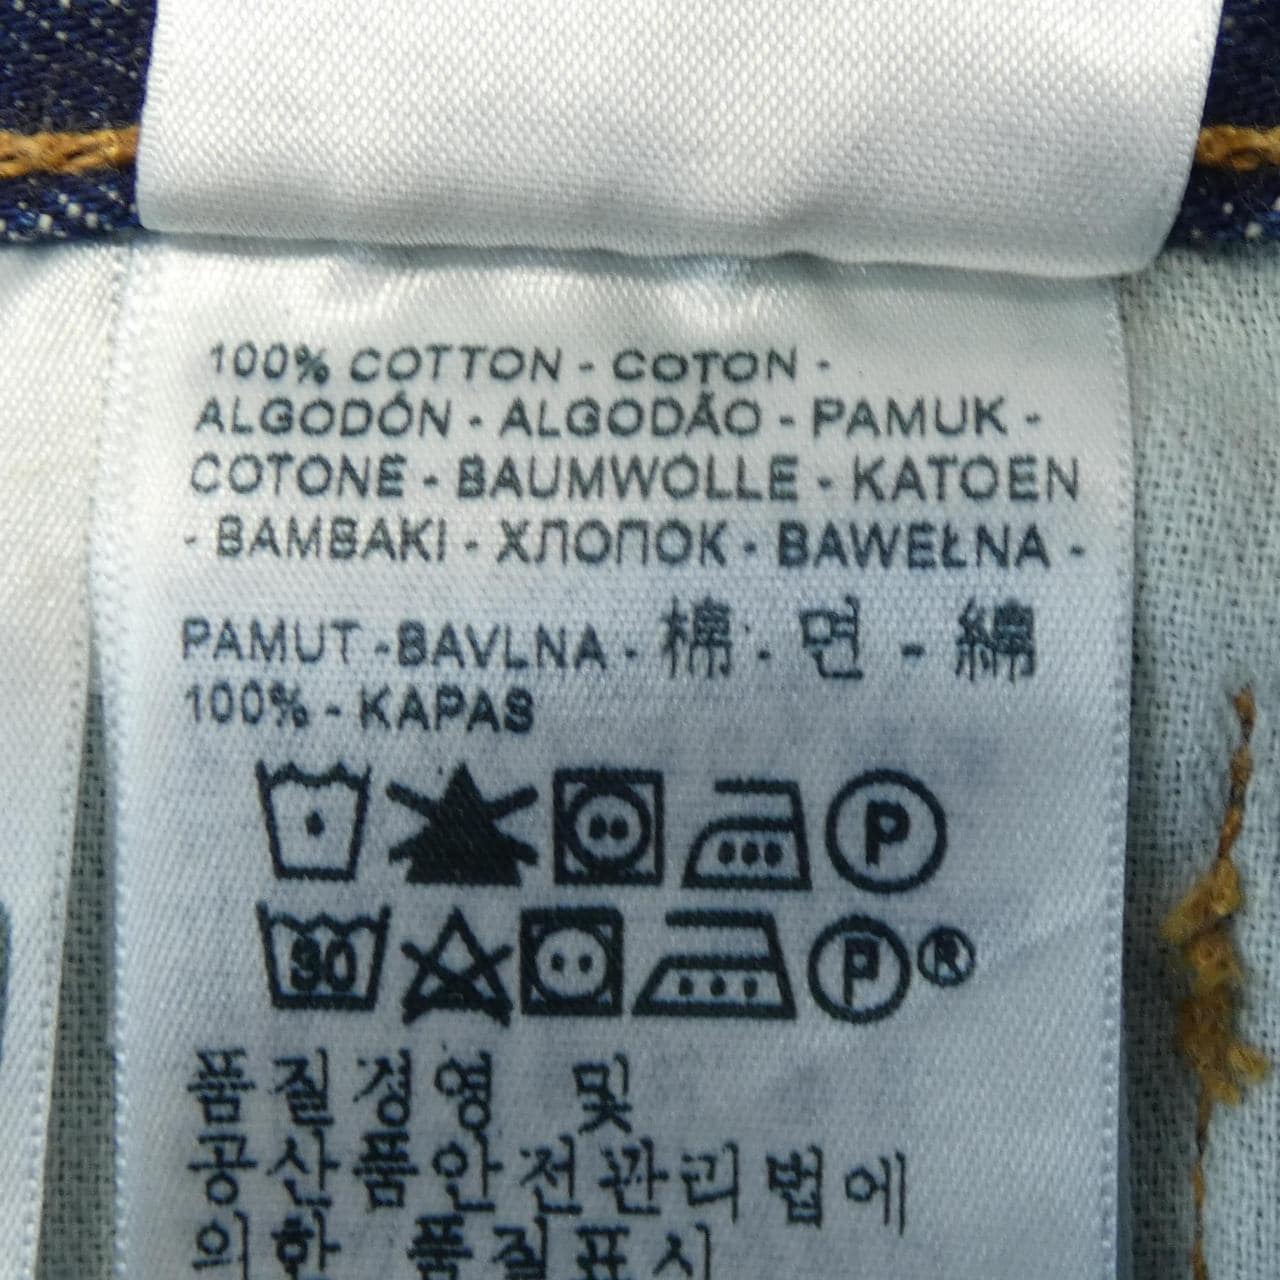 100% COTTON - COTON -
ALGODÓN - ALGODÃO - PAMUK -
COTONE - BAUMWOLLE - KATOEN
- BAMBAKI - ХЛОПОК - BAWEŁNA -
PAMUT - BAVLNA - 棉 - 면 - 綿
100% - KAPAS
P
30 P ®
품질경영 및
공산품안전관리법에
의한 품질표시